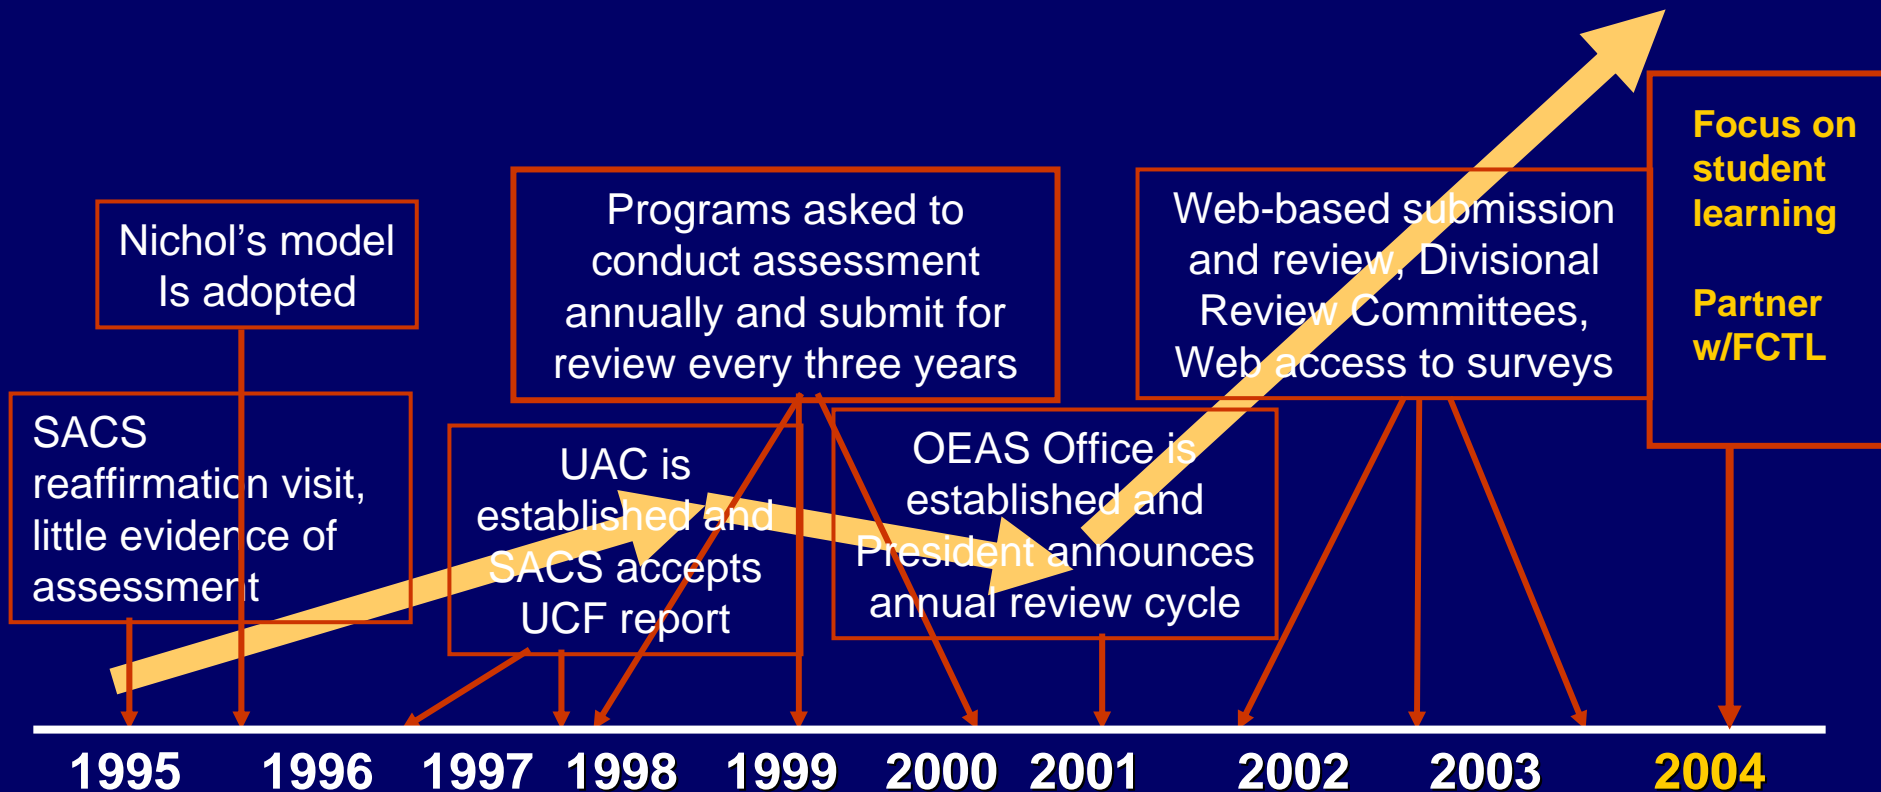 Nichol's model
Is adopted
SACS
reaffirmation visit,
little evidence of
assessment
Programs asked to
conduct assessment
annually and submit for
review every three years
UAC is
established and
SACS accepts
UCF report
OEAS Office is
established and
President announces
annual review cycle
Web-based submission
and review, Divisional
Review Committees,
Web access to surveys
Focus on
student
learning
Partner
w/FCTL
1995 1996 1997 1998 1999 2000 2001 2002 2003 2004